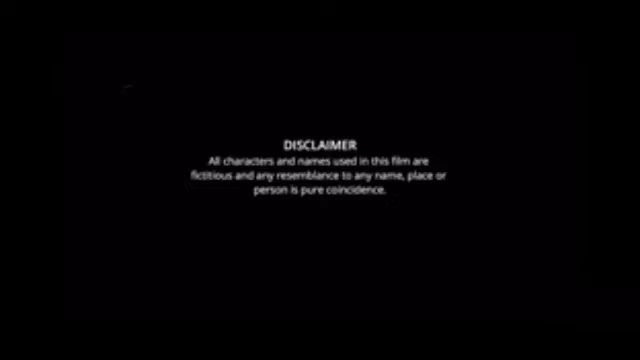 DISCLAIMER
All characters and names used in this film are
fictitious and any resemblance to any name, place or
person is pure coincidence.